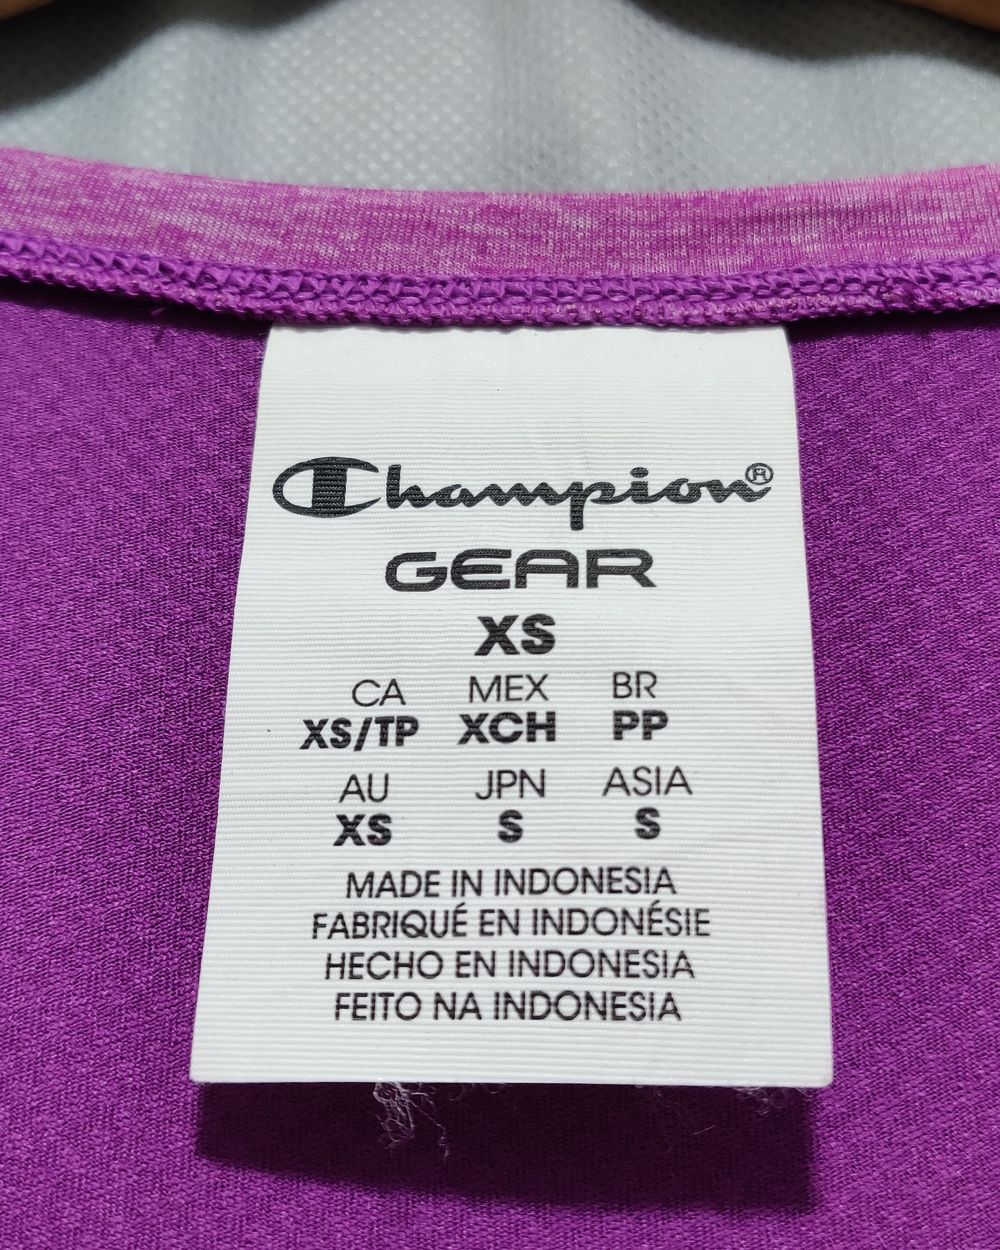 Champion®
GEAR
XS
CA MEX BR
XS/TP XCH PP
AU JPN ASIA
XS S S
MADE IN INDONESIA
FABRIQUÉ EN INDONÉSIE
HECHO EN INDONESIA
FEITO NA INDONESIA